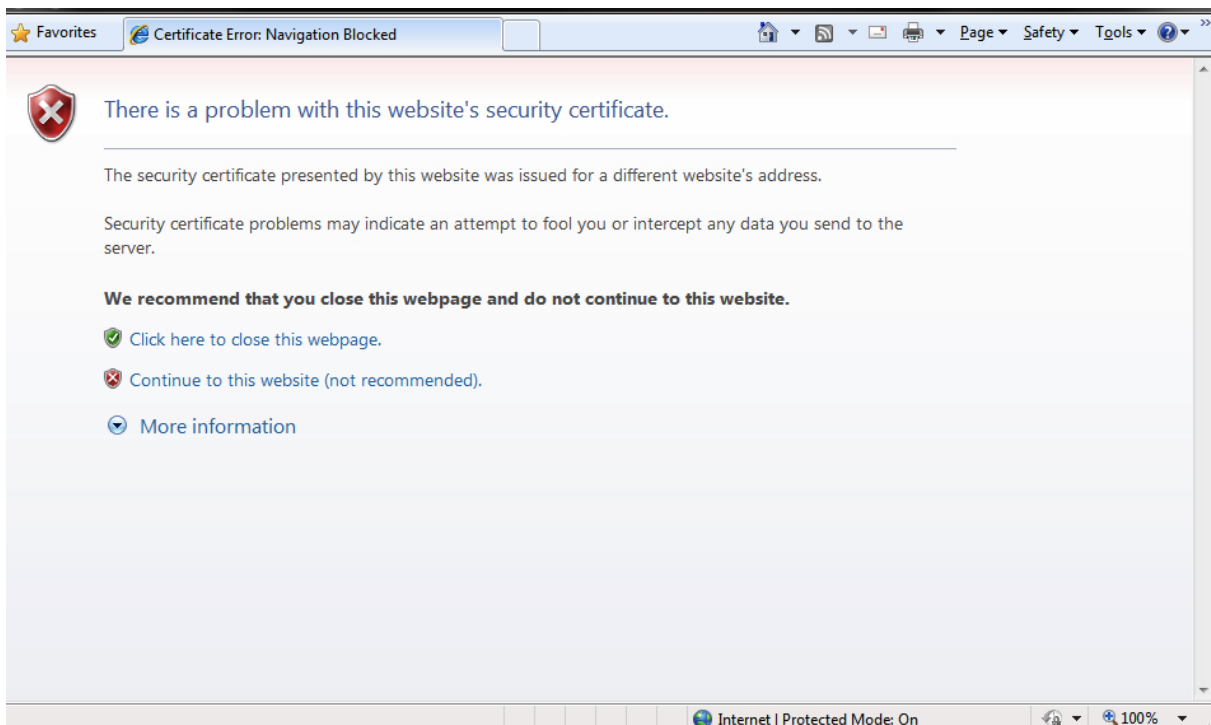 Favorites
Certificate Error: Navigation Blocked
Page
Safety
Tools
There is a problem with this website's security certificate.
The security certificate presented by this website was issued for a different website's address.
Security certificate problems may indicate an attempt to fool you or intercept any data you send to the
server.
We recommend that you close this webpage and do not continue to this website.
Click here to close this webpage.
Continue to this website (not recommended).
More information
Internet | Protected Mode: On
100%